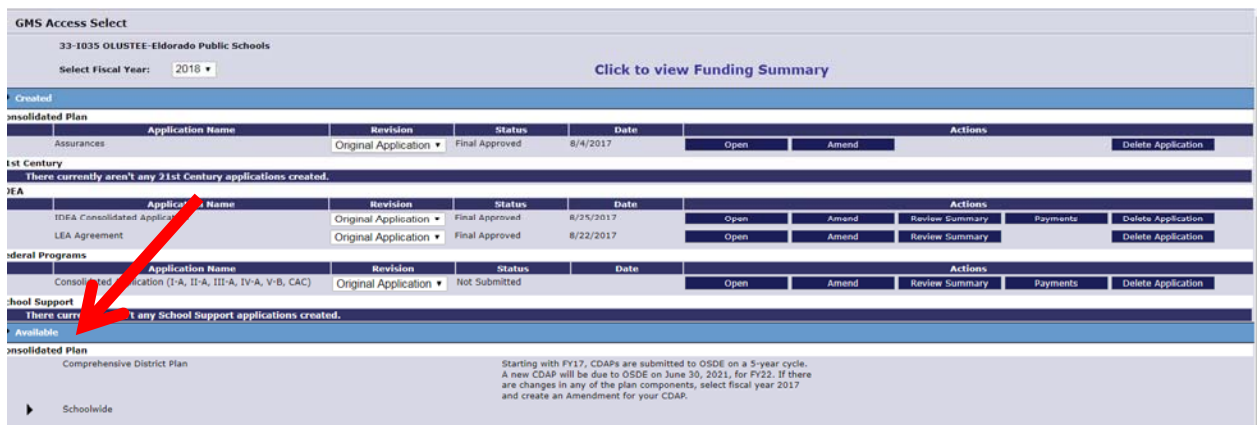 GMS Access Select
33-I035 OLUSTEE-Eldorado Public Schools
Select Fiscal Year: 2018
Click to view Funding Summary
Created
onsolidated Plan
Application Name Revision Status Date Actions
Assurances Original Application Final Approved 8/4/2017 Open Amend Delete Application
1st Century
There currently aren't any 21st Century applications created.
DEA
Application Name Revision Status Date Actions
IDEA Consolidated Applicat Original Application Final Approved 8/25/2017 Open Amend Review Summary Payments Delete Application
LEA Agreement Original Application Final Approved 8/22/2017 Open Amend Review Summary Delete Application
ederal Programs
Application Name Revision Status Date Actions
Consol lication (I-A, II-A, III-A, IV-A, V-B, CAC) Original Application Not Submitted Open Amend Review Summary Payments Delete Application
chool Support
There curre t any School Support applications created.
Available
onsolidated Plan
Comprehensive District Plan Starting with FY17, CDAPs are submitted to OSDE on a 5-year cycle.
A new CDAP will be due to OSDE on June 30, 2021, for FY22. If there
are changes in any of the plan components, select fiscal year 2017
and create an Amendment for your CDAP.
Schoolwide